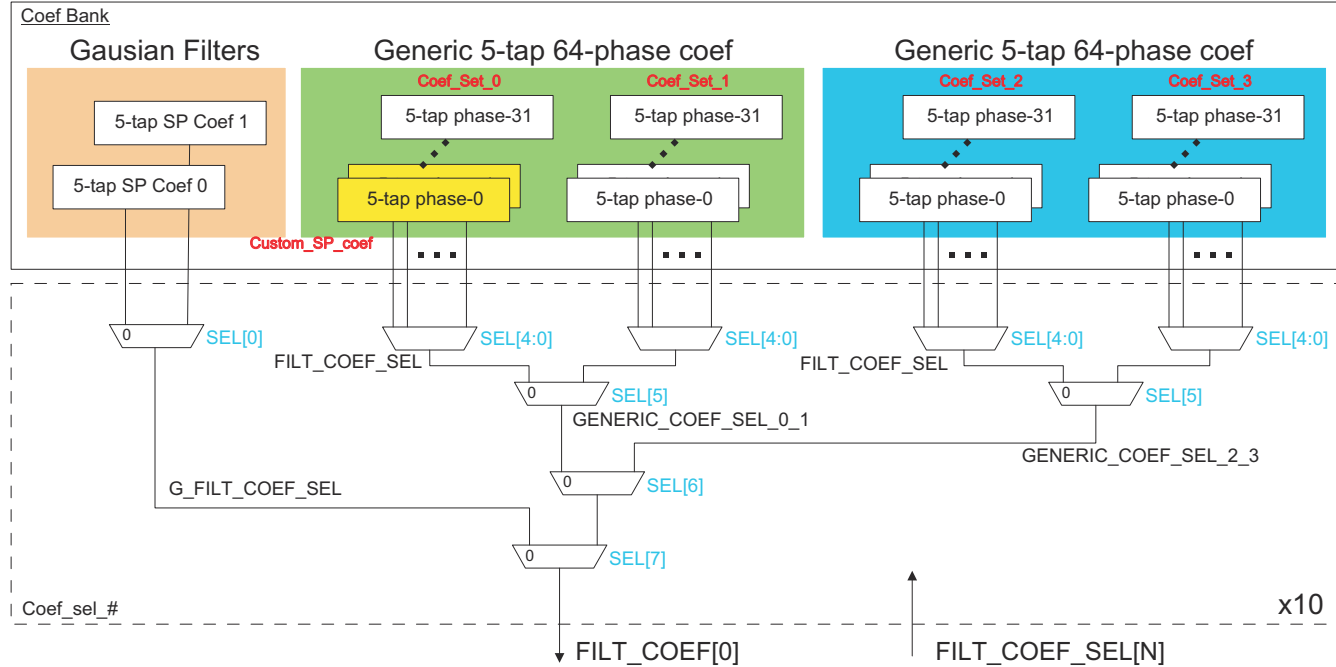 Coef Bank
Gausian Filters
Generic 5-tap 64-phase coef
Generic 5-tap 64-phase coef
Coef_Set_0
Coef_Set_1
Coef_Set_2
Coef_Set_3
5-tap SP Coef 1
5-tap phase-31
5-tap phase-31
5-tap phase-31
5-tap phase-31
5-tap SP Coef 0
5-tap phase-0
5-tap phase-0
5-tap phase-0
5-tap phase-0
Custom_SP_coef
0
SEL[0]
SEL[4:0]
SEL[4:0]
SEL[4:0]
SEL[4:0]
FILT_COEF_SEL
FILT_COEF_SEL
0
SEL[5]
0
SEL[5]
GENERIC_COEF_SEL_0_1
GENERIC_COEF_SEL_2_3
0
SEL[6]
G_FILT_COEF_SEL
0
SEL[7]
Coef_sel_#
x10
FILT_COEF[0]
FILT_COEF_SEL[N]